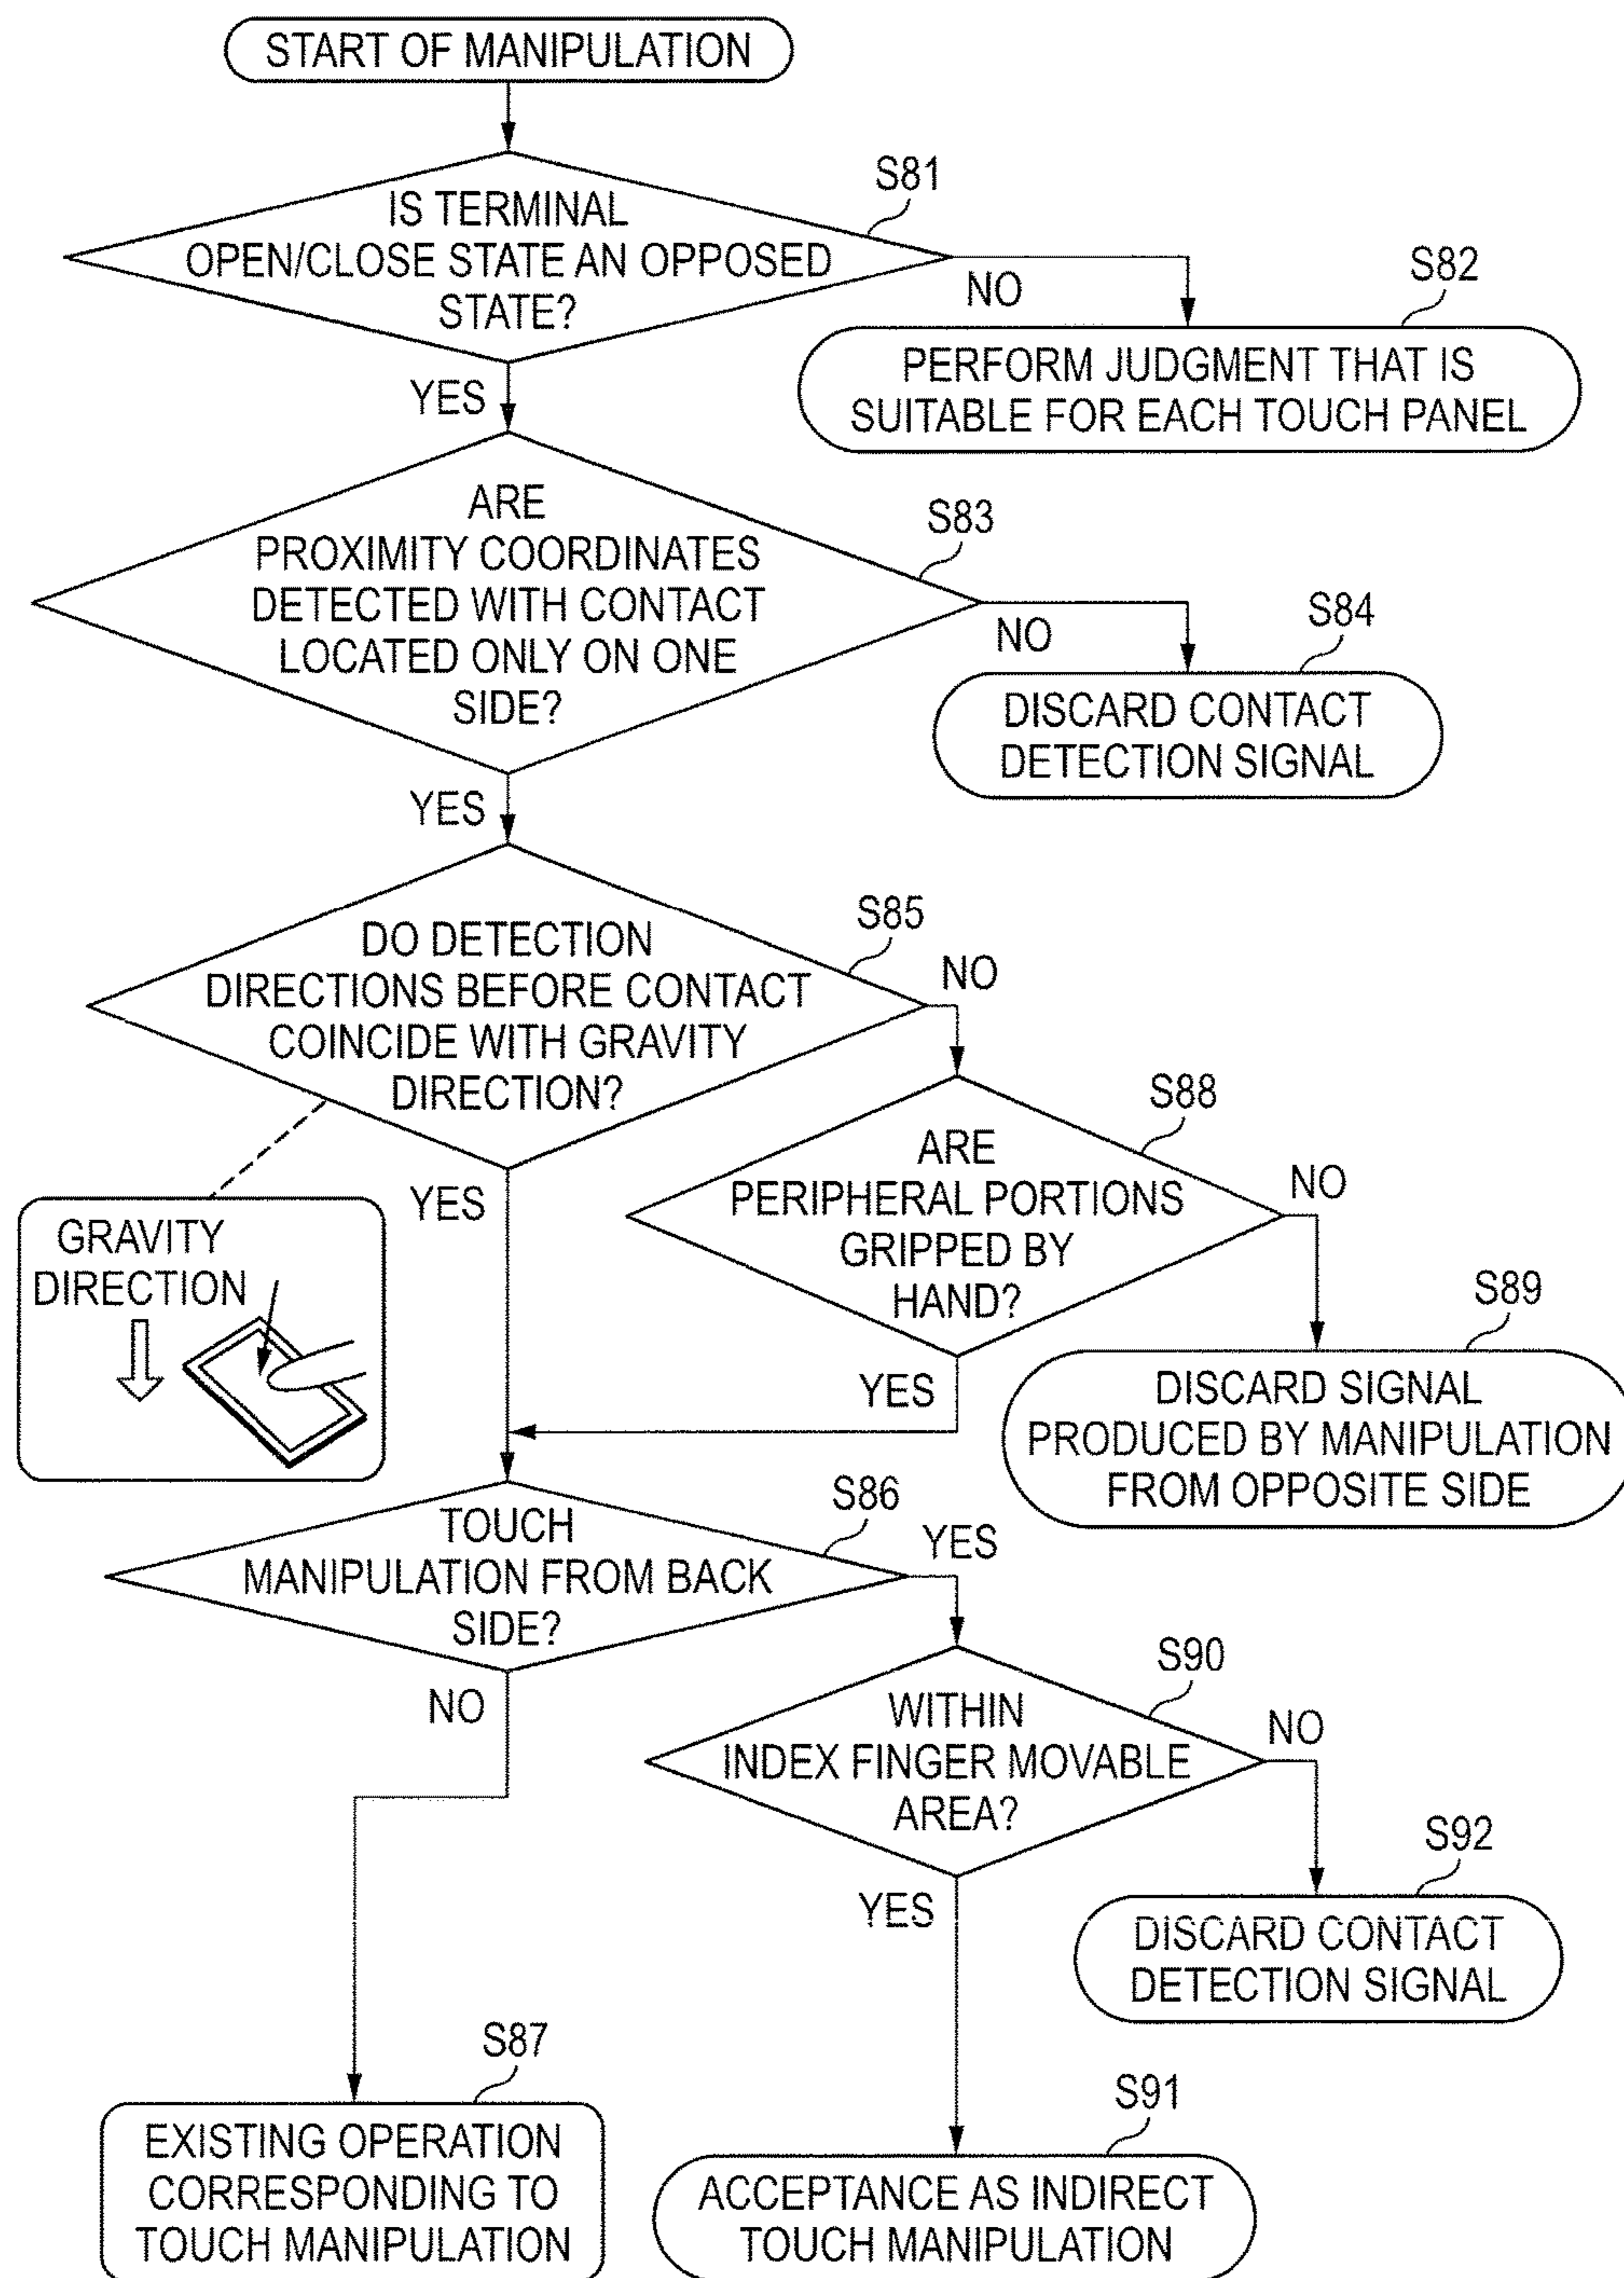 START OF MANIPULATION
S81
IS TERMINAL
OPEN/CLOSE STATE AN OPPOSED
STATE?
NO
S82
PERFORM JUDGMENT THAT IS
SUITABLE FOR EACH TOUCH PANEL
YES
S83
ARE
PROXIMITY COORDINATES
DETECTED WITH CONTACT
LOCATED ONLY ON ONE
SIDE?
NO
S84
DISCARD CONTACT
DETECTION SIGNAL
YES
S85
DO DETECTION
DIRECTIONS BEFORE CONTACT
COINCIDE WITH GRAVITY
DIRECTION?
NO
S88
ARE
PERIPHERAL PORTIONS
GRIPPED BY
HAND?
NO
YES
GRAVITY
DIRECTION
S89
DISCARD SIGNAL
PRODUCED BY MANIPULATION
FROM OPPOSITE SIDE
YES
S86
TOUCH
MANIPULATION FROM BACK
SIDE?
YES
NO
S90
WITHIN
INDEX FINGER MOVABLE
AREA?
NO
S92
DISCARD CONTACT
DETECTION SIGNAL
YES
S87
EXISTING OPERATION
CORRESPONDING TO
TOUCH MANIPULATION
S91
ACCEPTANCE AS INDIRECT
TOUCH MANIPULATION